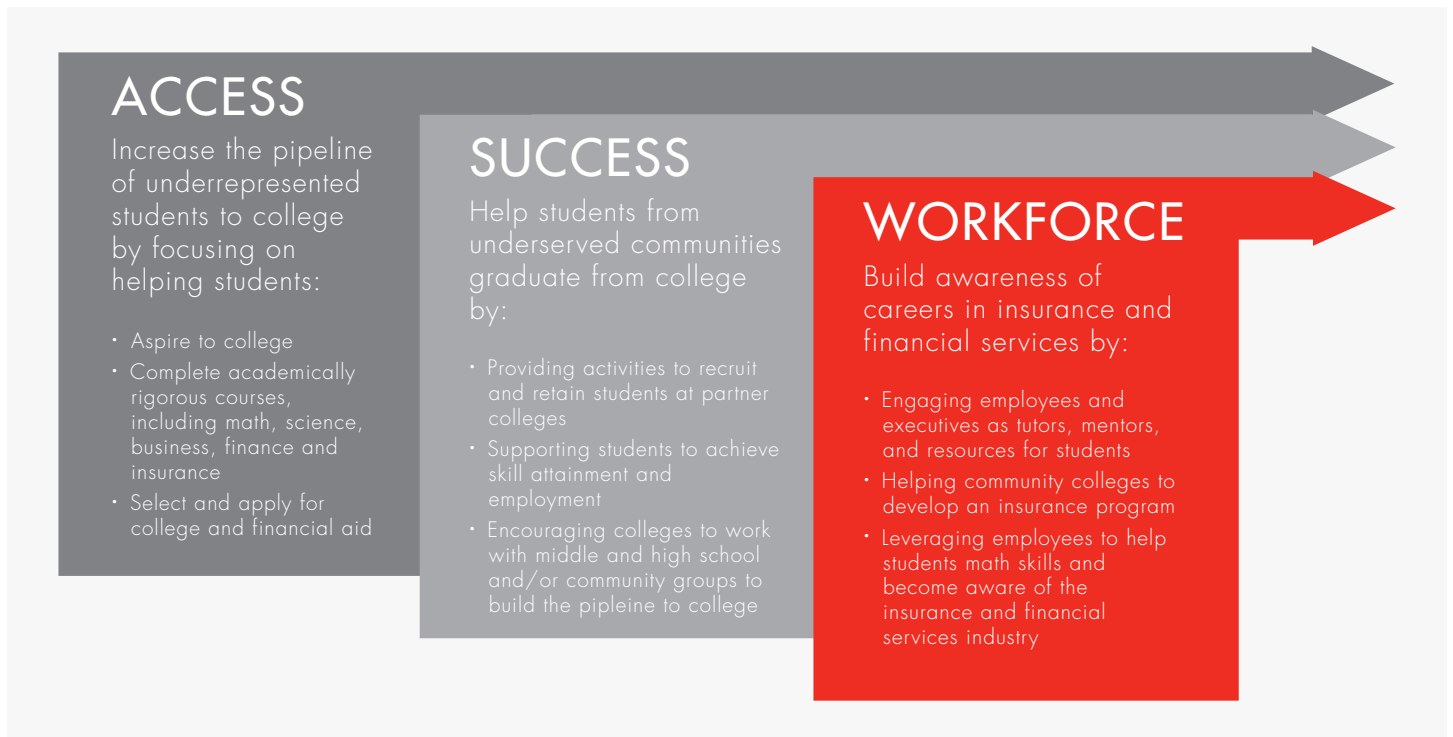 ACCESS
Increase the pipeline
of underrepresented
students to college
by focusing on
helping students:
• Aspire to college
• Complete academically
rigorous courses,
including math, science,
business, finance and
insurance
• Select and apply for
college and financial aid
SUCCESS
Help students from
underserved communities
graduate from college
by:
• Providing activities to recruit
and retain students at partner
colleges
• Supporting students to achieve
skill attainment and
employment
• Encouraging colleges to work
with middle and high school
and/or community groups to
build the pipleine to college
WORKFORCE
Build awareness of
careers in insurance and
financial services by:
• Engaging employees and
executives as tutors, mentors,
and resources for students
• Helping community colleges to
develop an insurance program
• Leveraging employees to help
students math skills and
become aware of the
insurance and financial
services industry